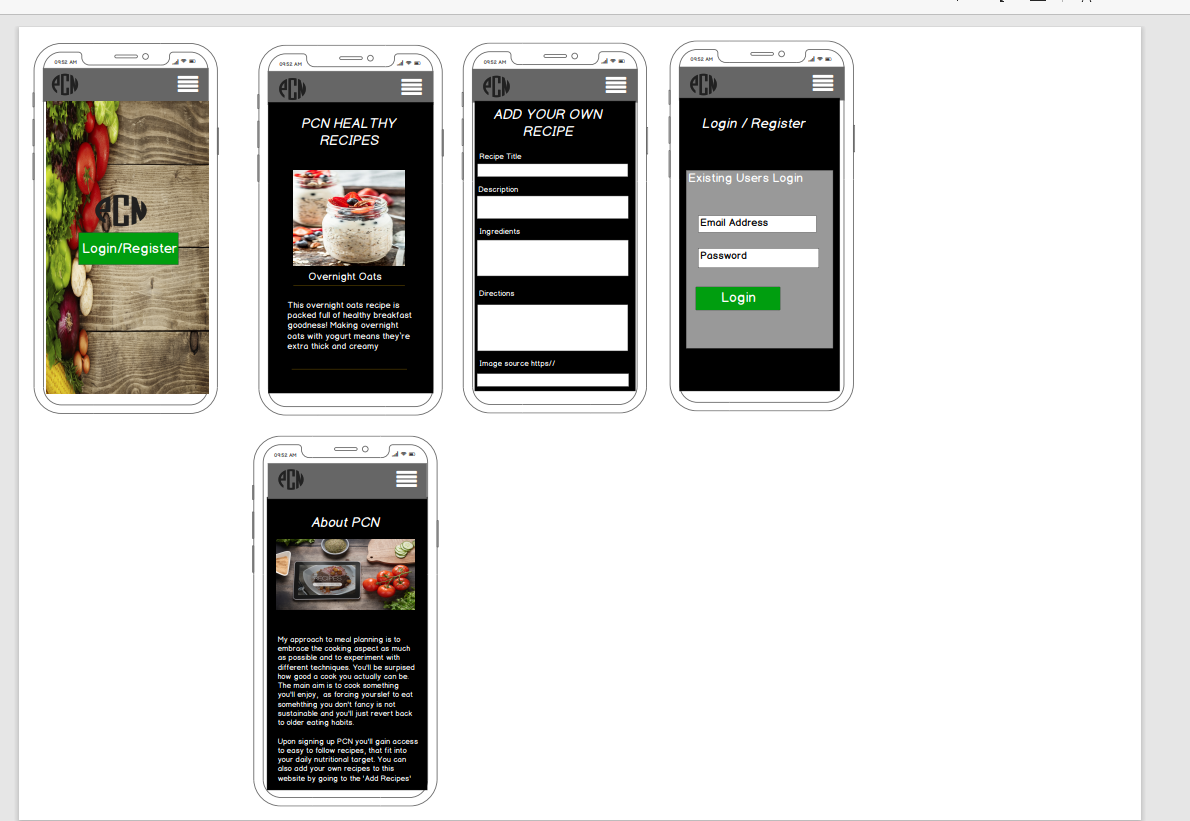 09:52 AM
PCN
PCN
Login/Register
09:52 AM
PCN
PCN HEALTHY
RECIPES
Overnight Oats
This overnight oats recipe is
packed full of healthy breakfast
goodness! Making overnight
oats with yogurt means they're
extra thick and creamy
09:52 AM
PCN
ADD YOUR OWN
RECIPE
Recipe Title
Description
Ingredients
Directions
Image source https//
09:52 AM
PCN
Login / Register
Existing Users Login
Email Address
Password
Login
09:52 AM
PCN
About PCN
RECIPES
My approach to meal planning is to
embrace the cooking aspect as much
as possible and to experiment with
different techniques. You'll be surpised
how good a cook you actually can be.
The main aim is to cook something
you'll enjoy, as forcing yourslef to eat
somehthing you don't fancy is not
sustainable and you'll just revert back
to older eating habits.
Upon signing up PCN you'll gain access
to easy to follow recipes, that fit into
your daily nutritional target. You can
also add your own recipes to this
website by going to the 'Add Recipes'